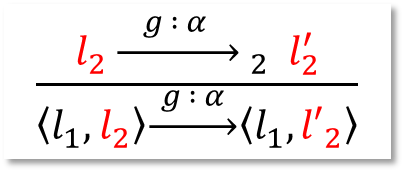 g : α
l₂ ⟶ ₂ l′₂
g : α
⟨l₁, l₂⟩ ⟶ ⟨l₁, l′₂⟩